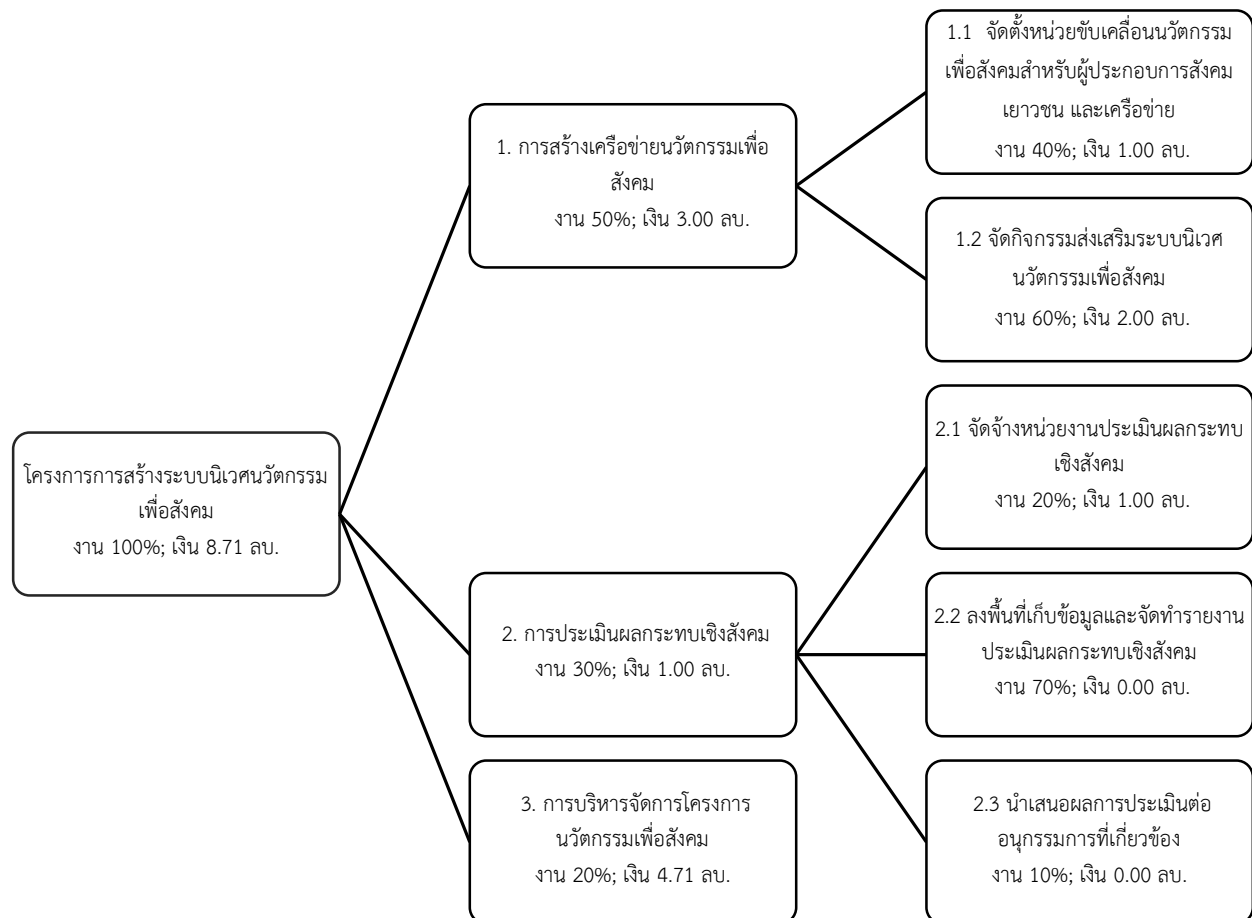 โครงการการสร้างระบบนิเวศนวัตกรรม
เพื่อสังคม
งาน 100%; เงิน 8.71 ลบ.
1. การสร้างเครือข่ายนวัตกรรมเพื่อ
สังคม
งาน 50%; เงิน 3.00 ลบ.
1.1 จัดตั้งหน่วยขับเคลื่อนนวัตกรรม
เพื่อสังคมสำหรับผู้ประกอบการสังคม
เยาวชน และเครือข่าย
งาน 40%; เงิน 1.00 ลบ.
1.2 จัดกิจกรรมส่งเสริมระบบนิเวศ
นวัตกรรมเพื่อสังคม
งาน 60%; เงิน 2.00 ลบ.
2. การประเมินผลกระทบเชิงสังคม
งาน 30%; เงิน 1.00 ลบ.
2.1 จัดจ้างหน่วยงานประเมินผลกระทบ
เชิงสังคม
งาน 20%; เงิน 1.00 ลบ.
2.2 ลงพื้นที่เก็บข้อมูลและจัดทำรายงาน
ประเมินผลกระทบเชิงสังคม
งาน 70%; เงิน 0.00 ลบ.
2.3 นำเสนอผลการประเมินต่อ
อนุกรรมการที่เกี่ยวข้อง
งาน 10%; เงิน 0.00 ลบ.
3. การบริหารจัดการโครงการ
นวัตกรรมเพื่อสังคม
งาน 20%; เงิน 4.71 ลบ.